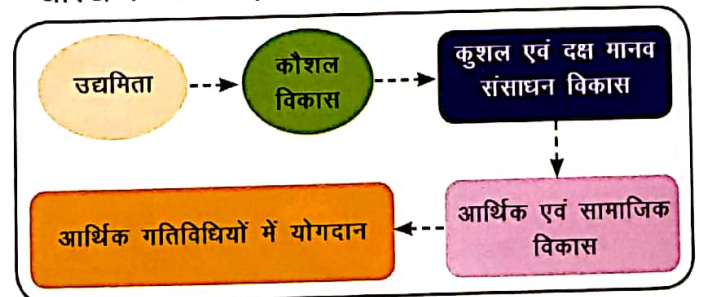 उद्यमिता
कौशल
विकास
कुशल एवं दक्ष मानव
संसाधन विकास
आर्थिक एवं सामाजिक
विकास
आर्थिक गतिविधियों में योगदान